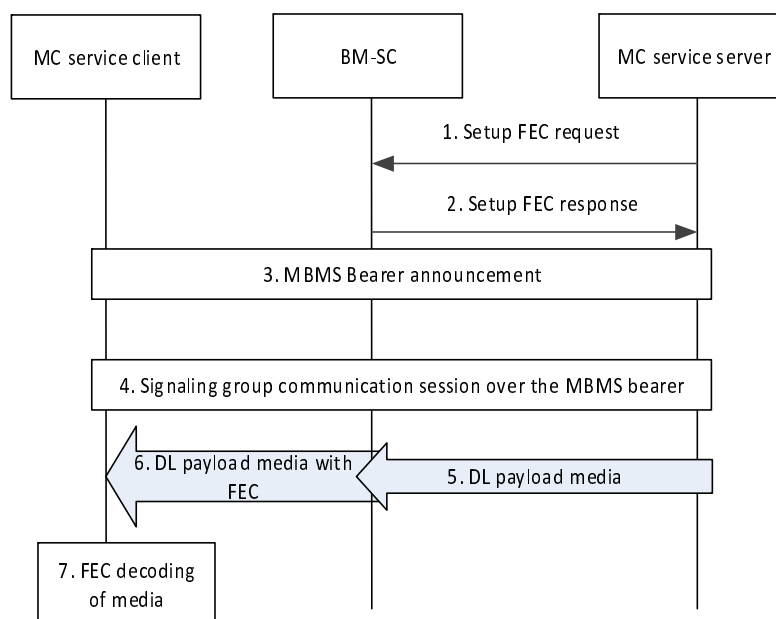 MC service client
BM-SC
MC service server
1. Setup FEC request
2. Setup FEC response
3. MBMS Bearer announcement
4. Signaling group communication session over the MBMS bearer
6. DL payload media with
FEC
5. DL payload media
7. FEC decoding
of media